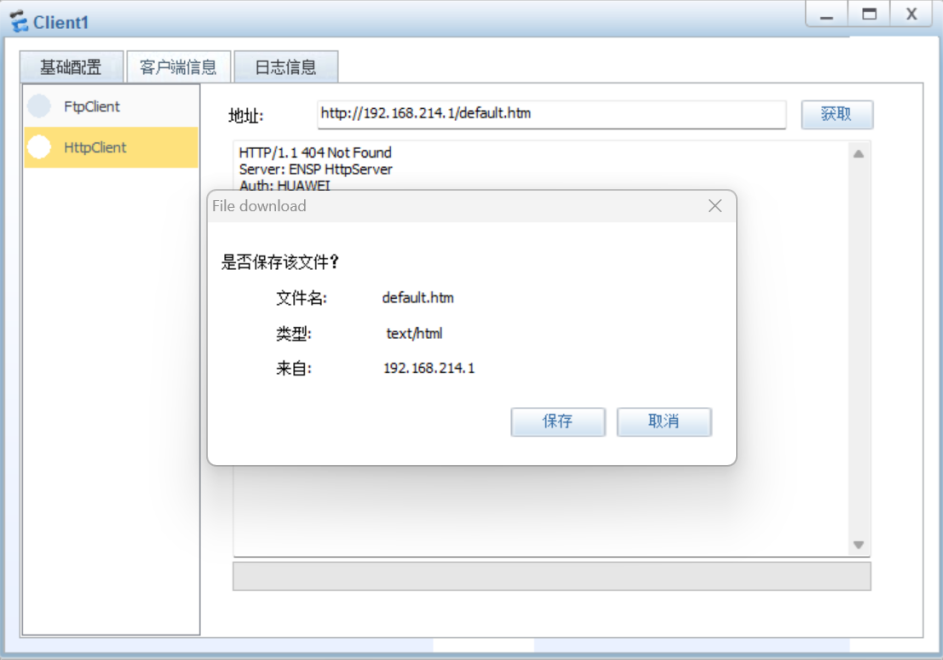 Client1
基础配置 客户端信息 日志信息
FtpClient
HttpClient
地址: http://192.168.214.1/default.htm 获取
HTTP/1.1 404 Not Found
Server: ENSP HttpServer
Auth: HUAWEI
File download
是否保存该文件?
文件名: default.htm
类型: text/html
来自: 192.168.214.1
保存 取消